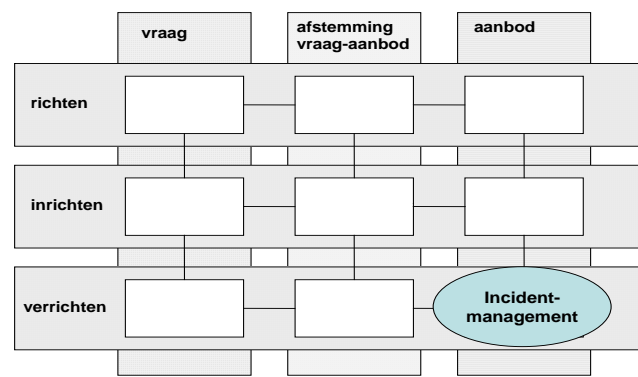 vraag
afstemming
vraag-aanbod
aanbod
richten
inrichten
verrichten
Incident-
management